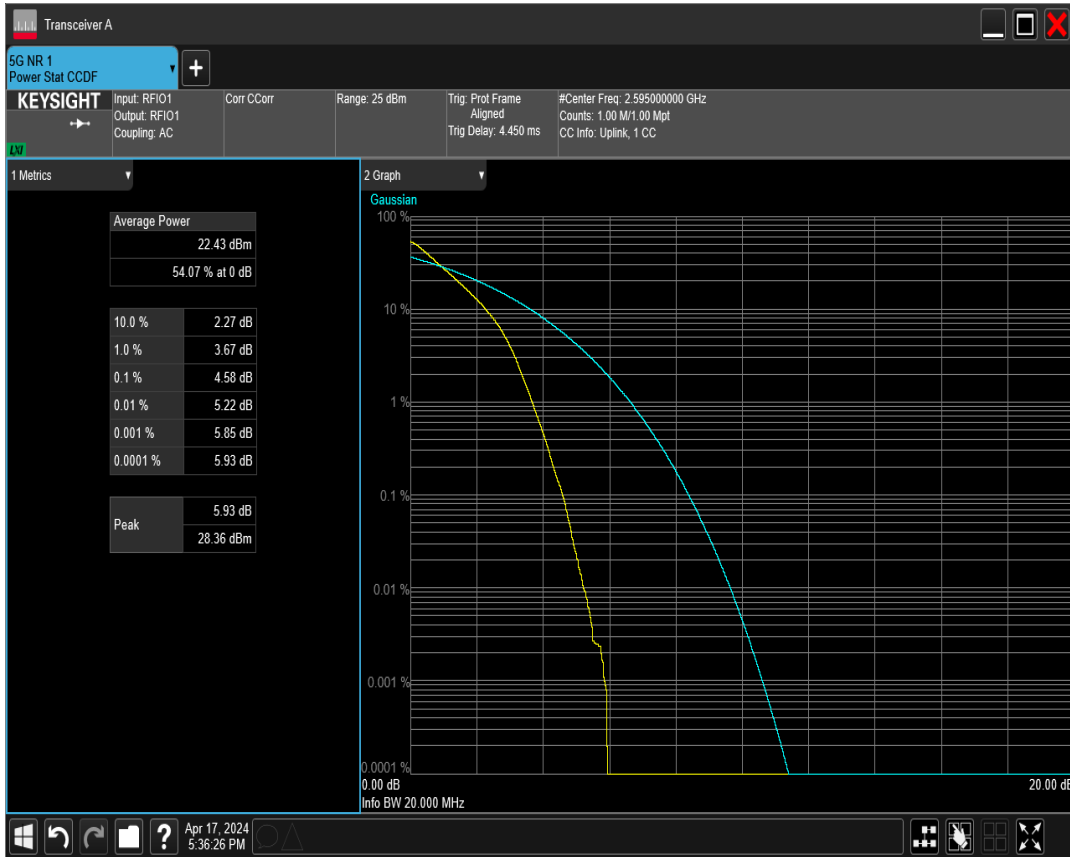 Transceiver A
5G NR 1
Power Stat CCDF
KEYSIGHT
LXI
Input: RFIO1
Output: RFIO1
Coupling: AC
Corr CCorr
Range: 25 dBm
Trig: Prot Frame
Aligned
Trig Delay: 4.450 ms
#Center Freq: 2.595000000 GHz
Counts: 1.00 M/1.00 Mpt
CC Info: Uplink, 1 CC
1 Metrics
Average Power
22.43 dBm
54.07 % at 0 dB
10.0 % 2.27 dB
1.0 % 3.67 dB
0.1 % 4.58 dB
0.01 % 5.22 dB
0.001 % 5.85 dB
0.0001 % 5.93 dB
Peak
5.93 dB
28.36 dBm
2 Graph
Gaussian
100 %
10 %
1 %
0.1 %
0.01 %
0.001 %
0.0001 %
0.00 dB 20.00 dB
Info BW 20.000 MHz
?
Apr 17, 2024
5:36:26 PM